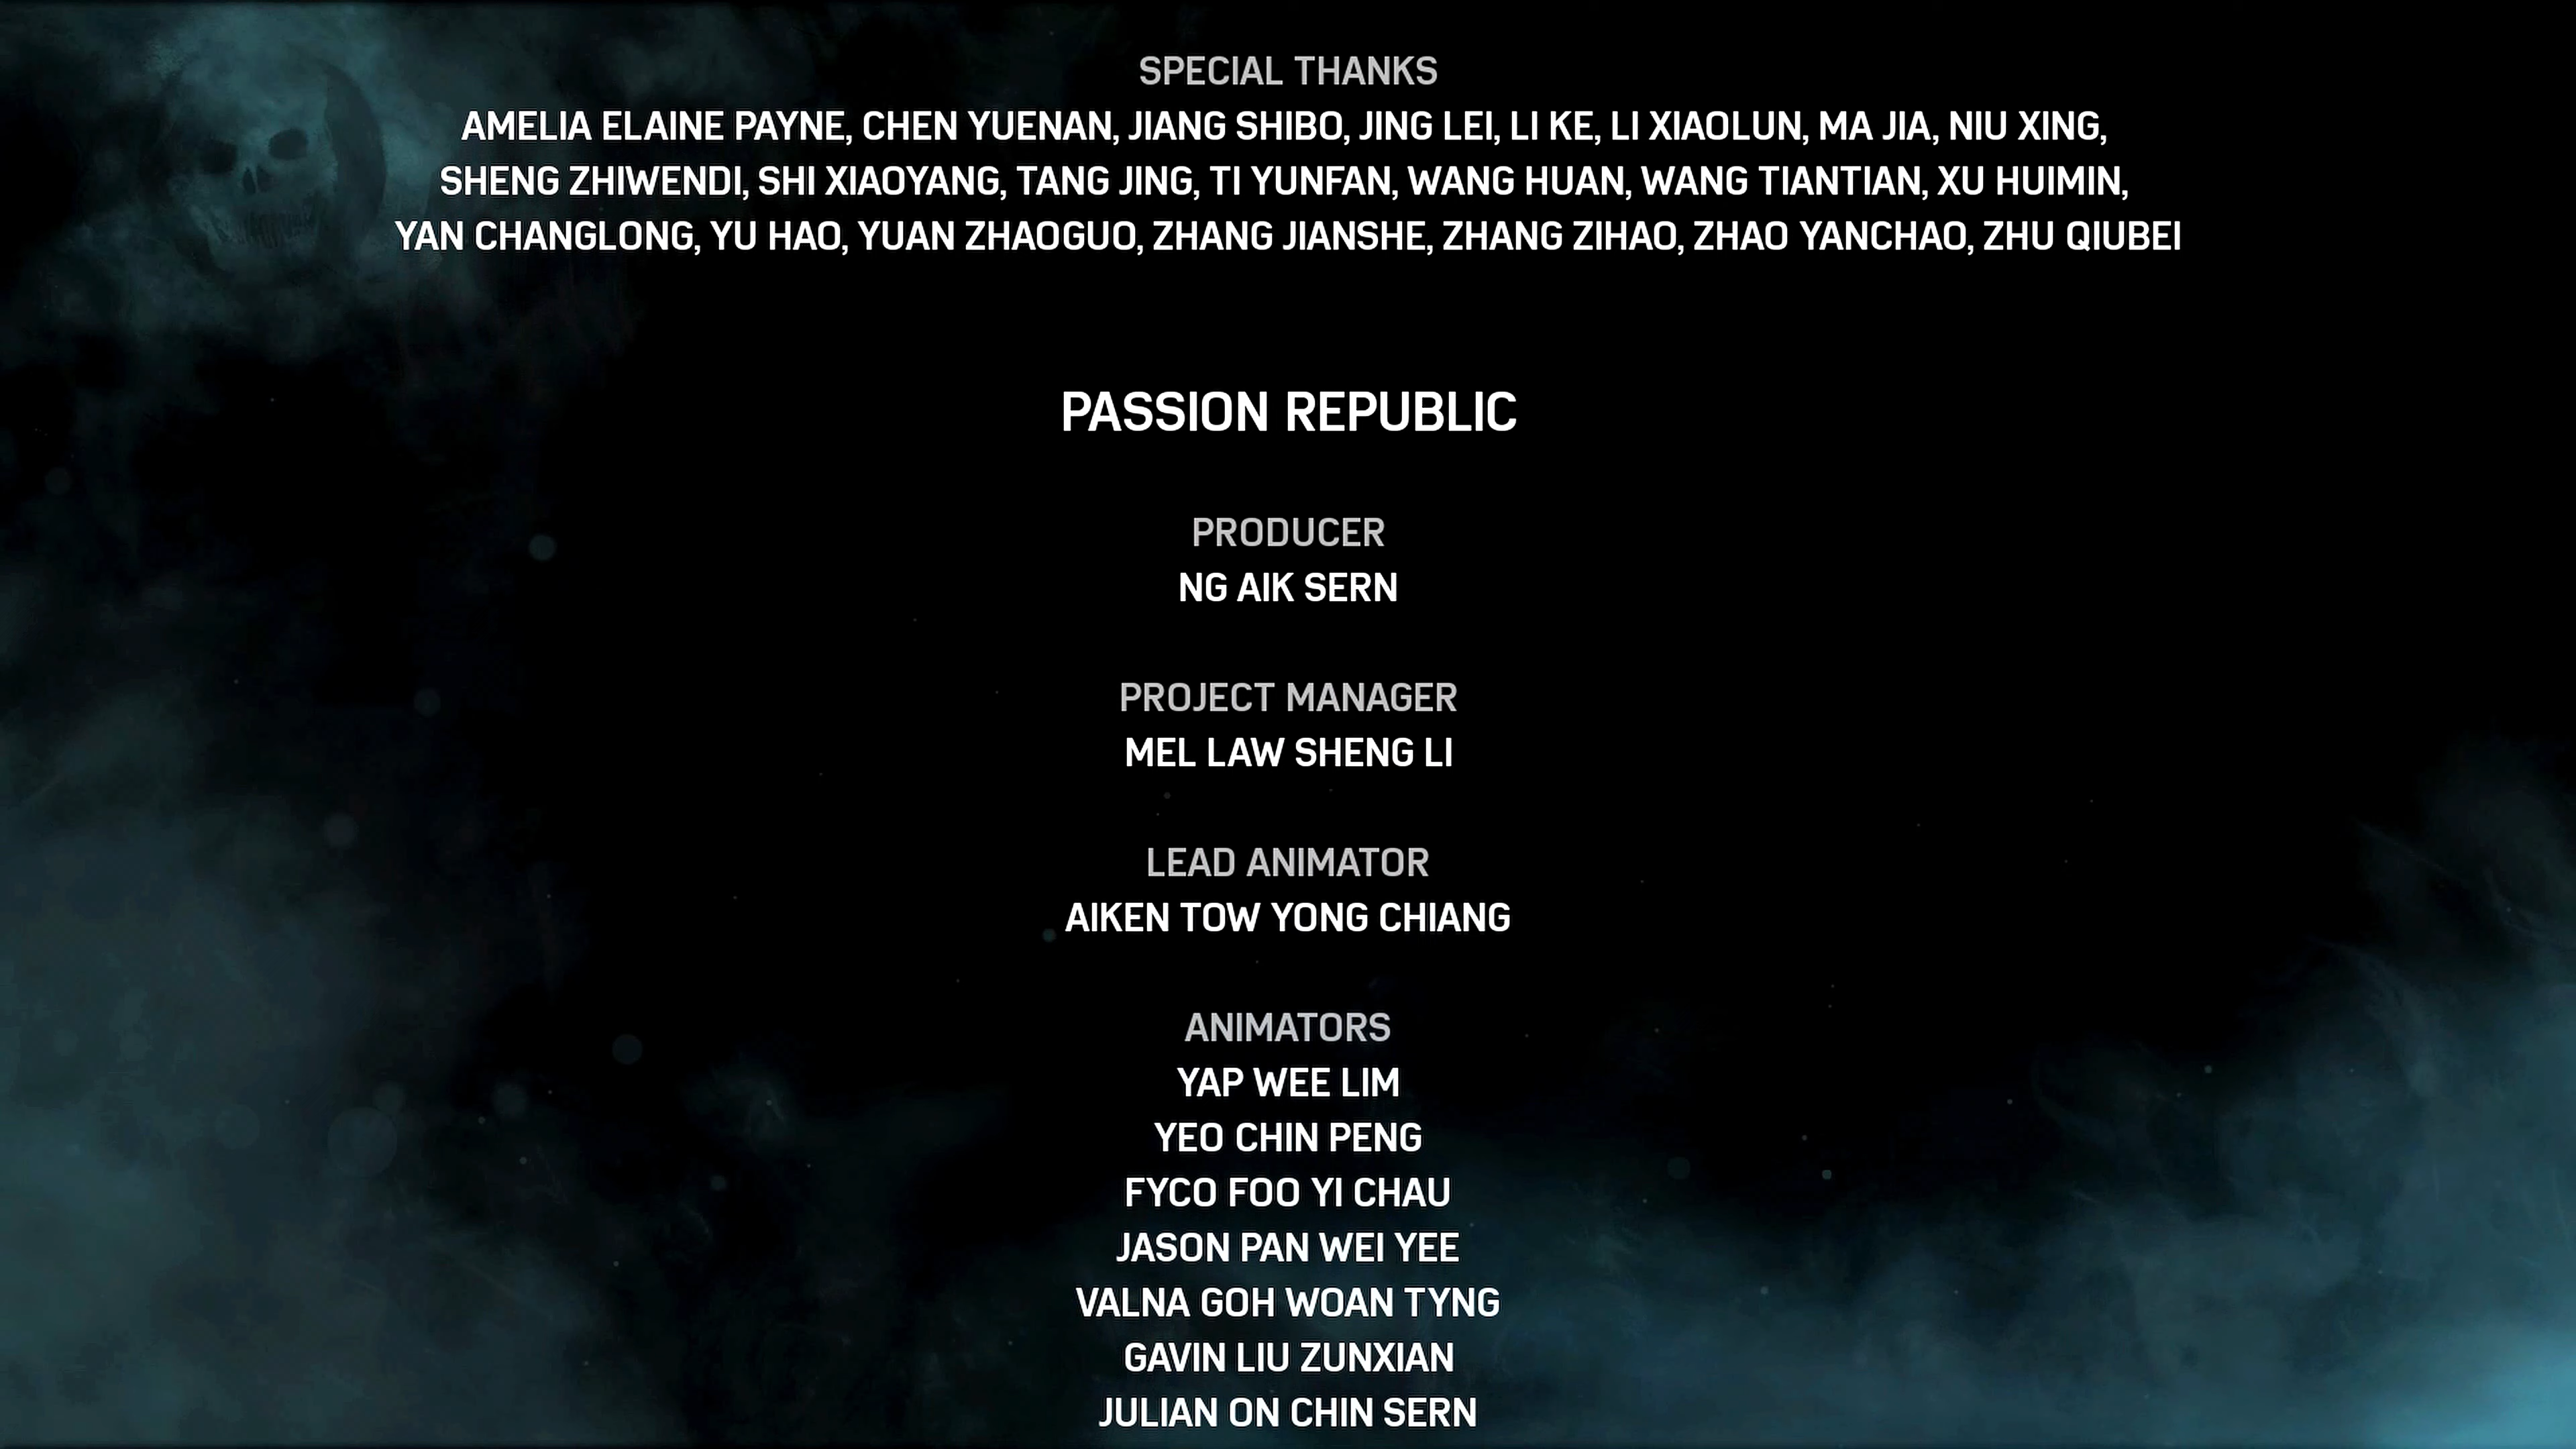 SPECIAL THANKS
AMELIA ELAINE PAYNE, CHEN YUENAN, JIANG SHIBO, JING LEI, LI KE, LI XIAOLUN, MA JIA, NIU XING,
SHENG ZHIWENDI, SHI XIAOYANG, TANG JING, TI YUNFAN, WANG HUAN, WANG TIANTIAN, XU HUIMIN,
YAN CHANGLONG, YU HAO, YUAN ZHAOGUO, ZHANG JIANSHE, ZHANG ZIHAO, ZHAO YANCHAO, ZHU QIUBEI
PASSION REPUBLIC
PRODUCER
NG AIK SERN
PROJECT MANAGER
MEL LAW SHENG LI
LEAD ANIMATOR
AIKEN TOW YONG CHIANG
ANIMATORS
YAP WEE LIM
YEO CHIN PENG
FYCO FOO YI CHAU
JASON PAN WEI YEE
VALNA GOH WOAN TYNG
GAVIN LIU ZUNXIAN
JULIAN ON CHIN SERN